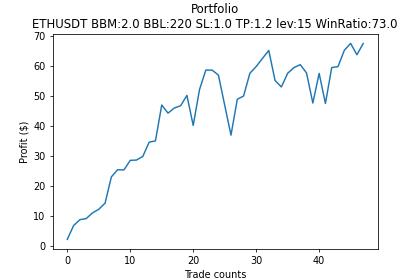 Portfolio
ETHUSDT BBM:2.0 BBL:220 SL:1.0 TP:1.2 lev:15 WinRatio:73.0
70
60
50
40
30
20
10
0
Profit ($)
0 10 20 30 40
Trade counts